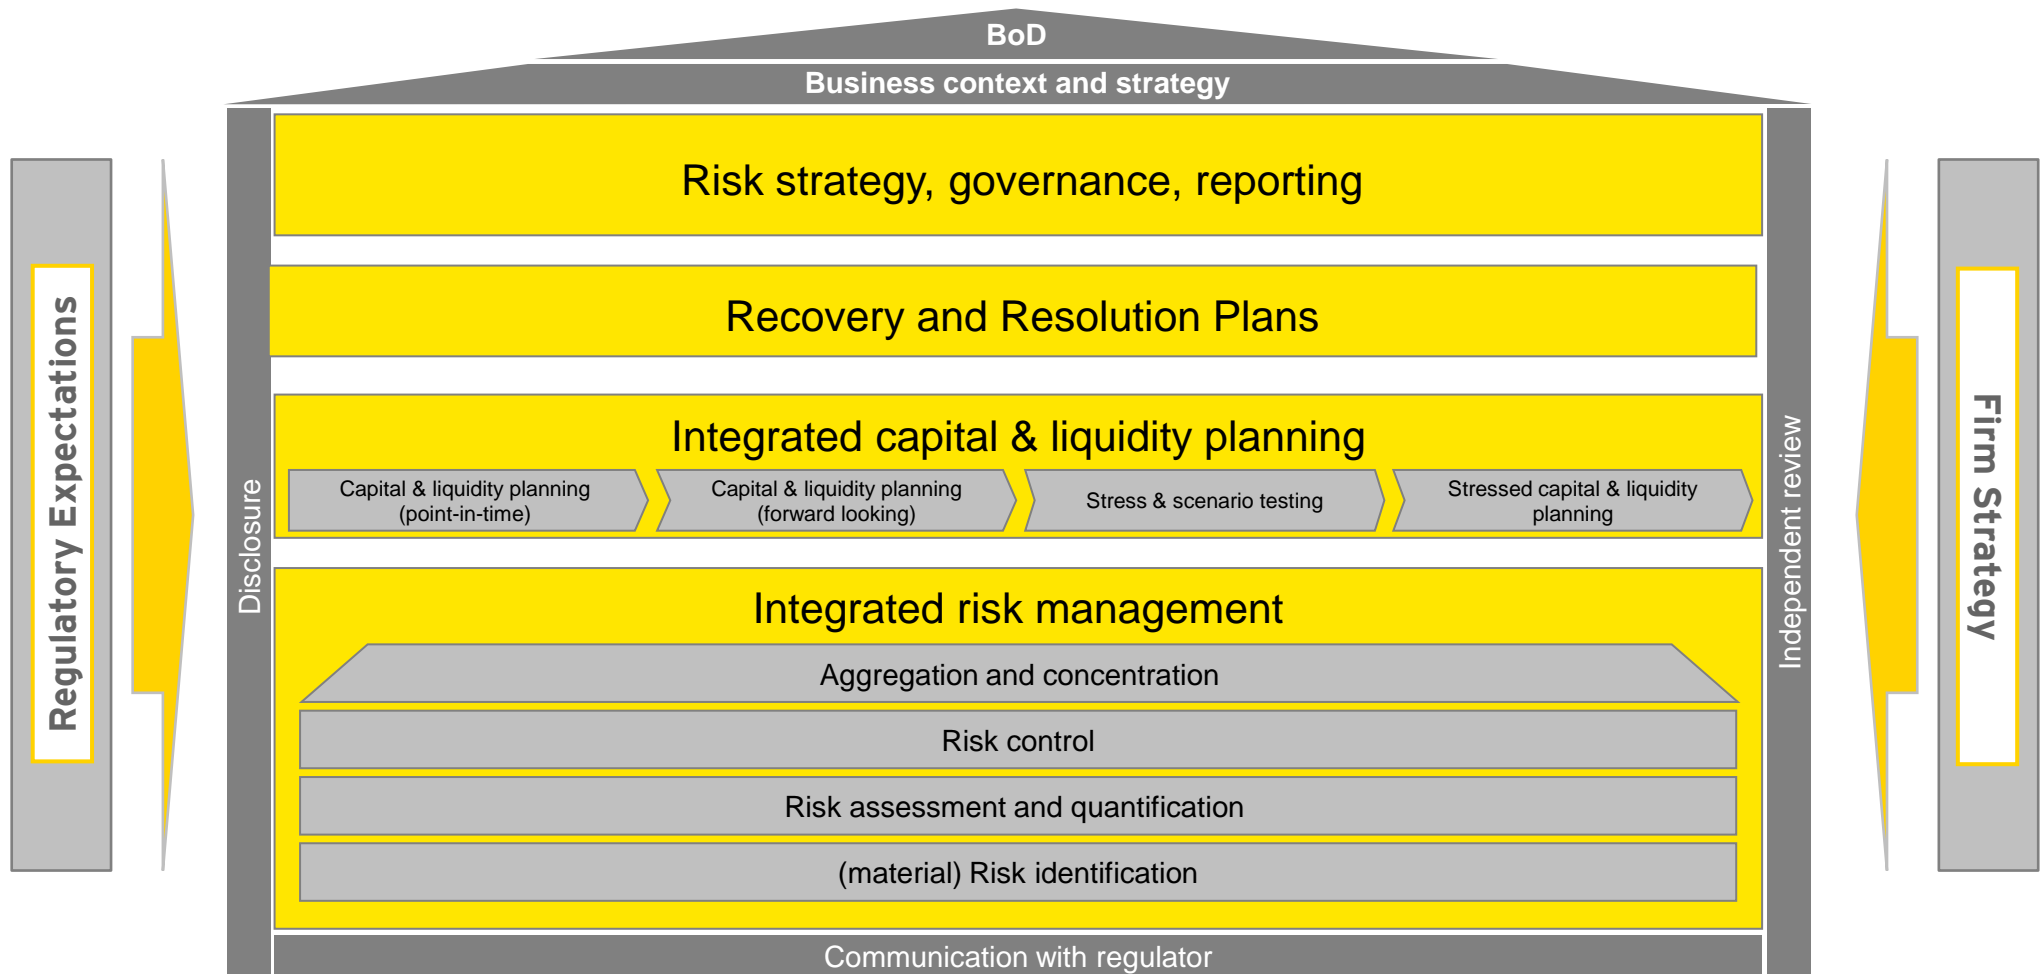 BoD
Business context and strategy
Regulatory Expectations
Disclosure
Risk strategy, governance, reporting
Recovery and Resolution Plans
Integrated capital & liquidity planning
Capital & liquidity planning
(point-in-time)
Capital & liquidity planning
(forward looking)
Stress & scenario testing
Stressed capital & liquidity
planning
Integrated risk management
Aggregation and concentration
Risk control
Risk assessment and quantification
(material) Risk identification
Communication with regulator
Independent review
Firm Strategy